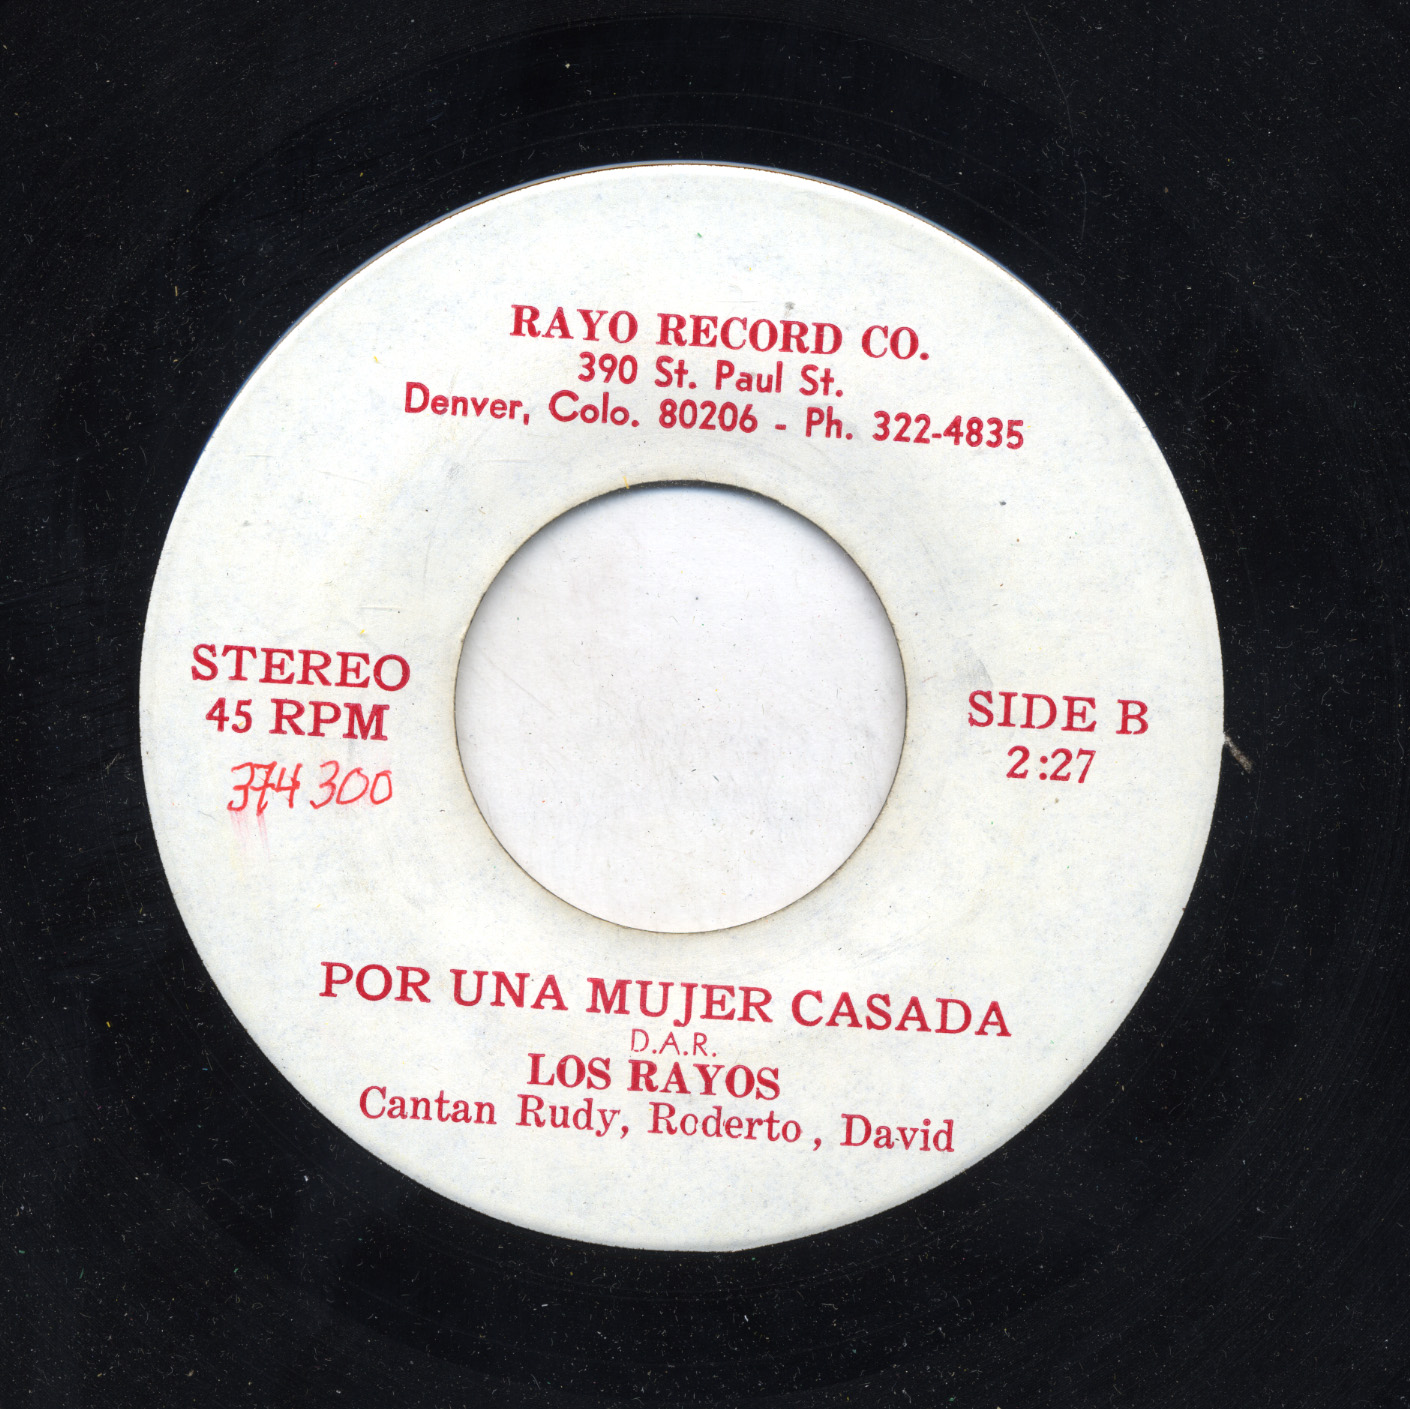 RAYO RECORD CO.
390 St. Paul St.
Denver, Colo. 80206 - Ph. 322-4835
STEREO
45 RPM
374 300
SIDE B
2:27
POR UNA MUJER CASADA
D.A.R.
LOS RAYOS
Cantan Rudy, Roderto , David